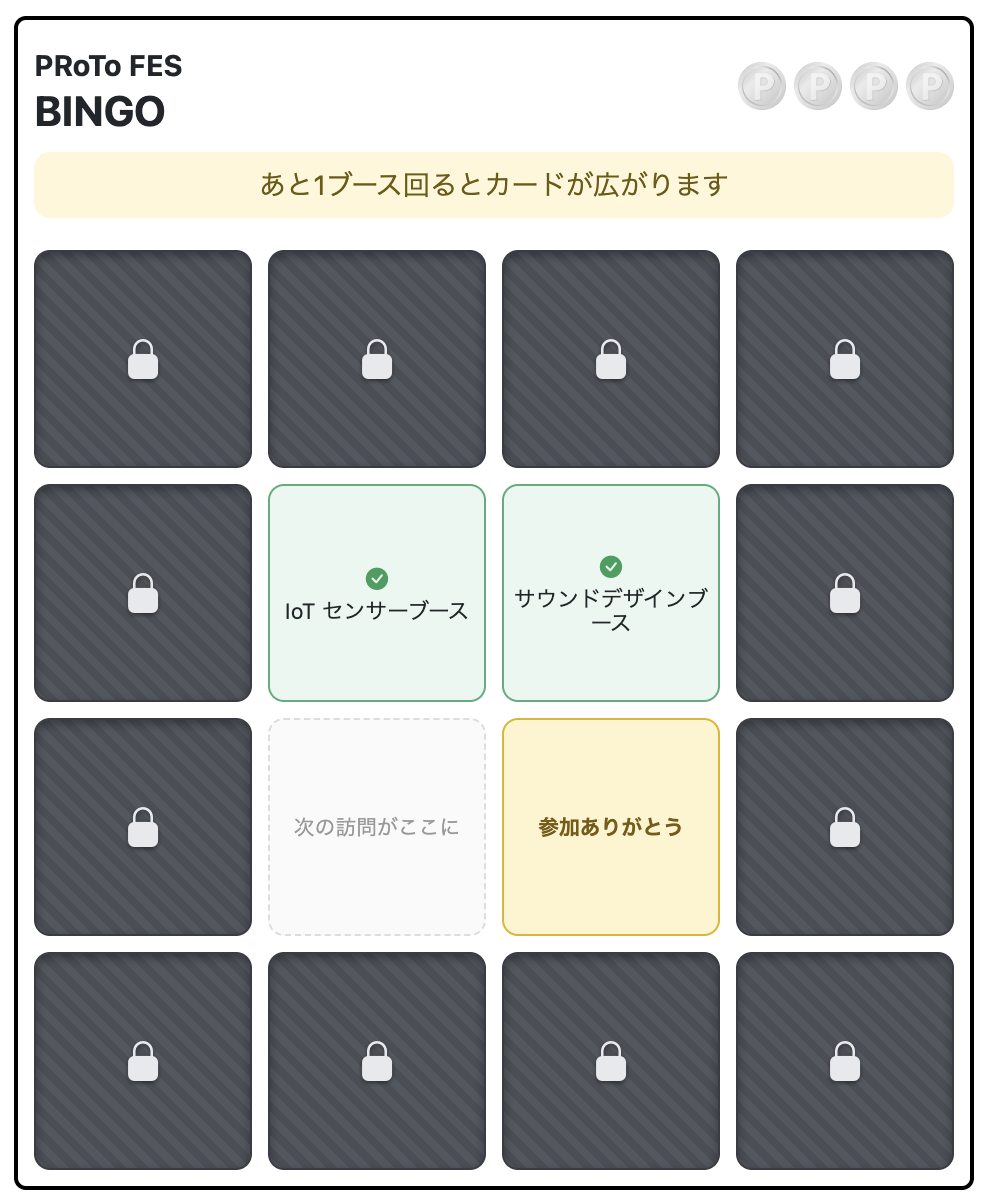 PRoTo FES
BINGO
P P P P
あと1ブース回るとカードが広がります
IoT センサーブース
サウンドデザインブ
ース
次の訪問がここに
参加ありがとう